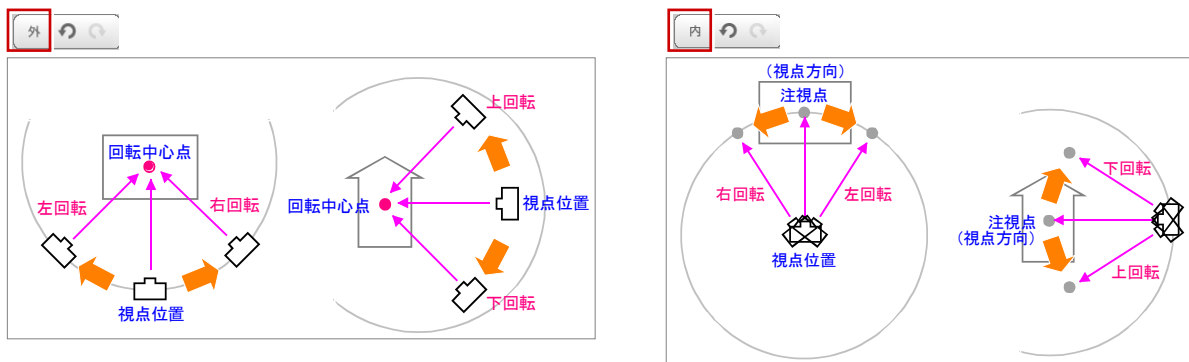 外
回転中心点
左回転
右回転
視点位置
上回転
回転中心点
視点位置
下回転
内
（視点方向）
注視点
右回転
左回転
視点位置
下回転
注視点
（視点方向）
上回転